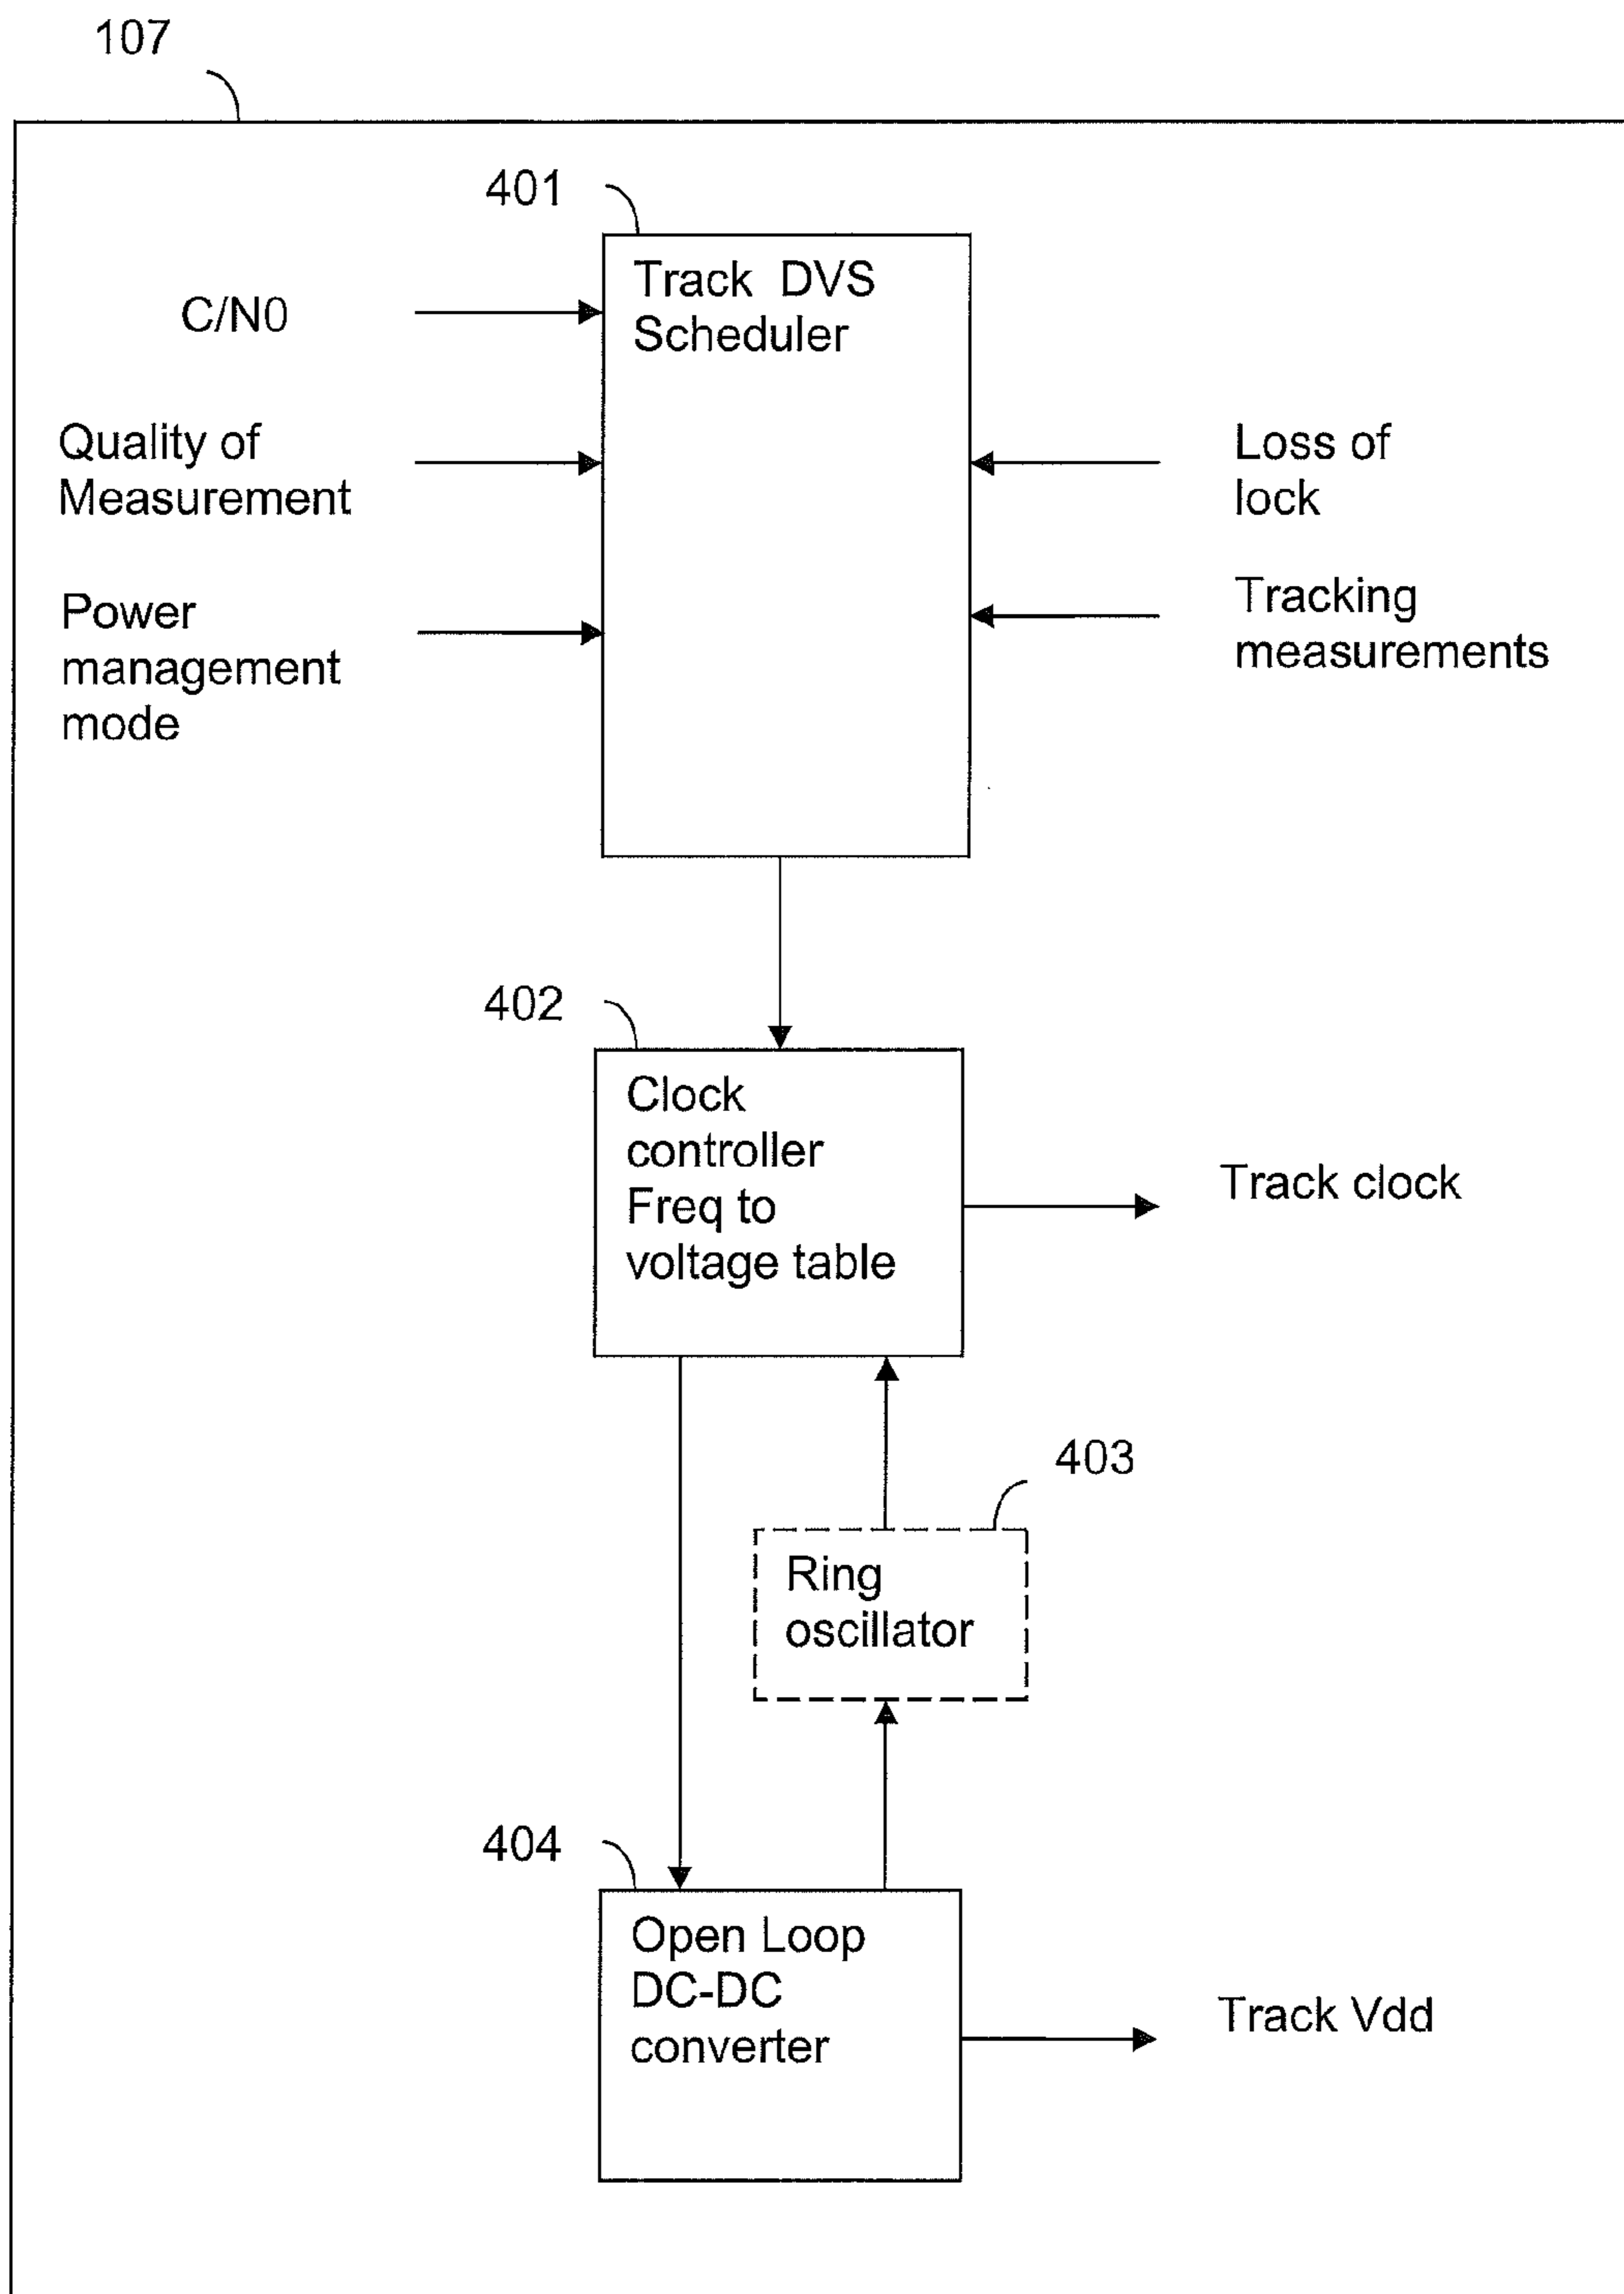 107
401
Track DVS
Scheduler
C/N0
Quality of
Measurement
Power
management
mode
Loss of
lock
Tracking
measurements
402
Clock
controller
Freq to
voltage table
Track clock
403
Ring
oscillator
404
Open Loop
DC-DC
converter
Track Vdd